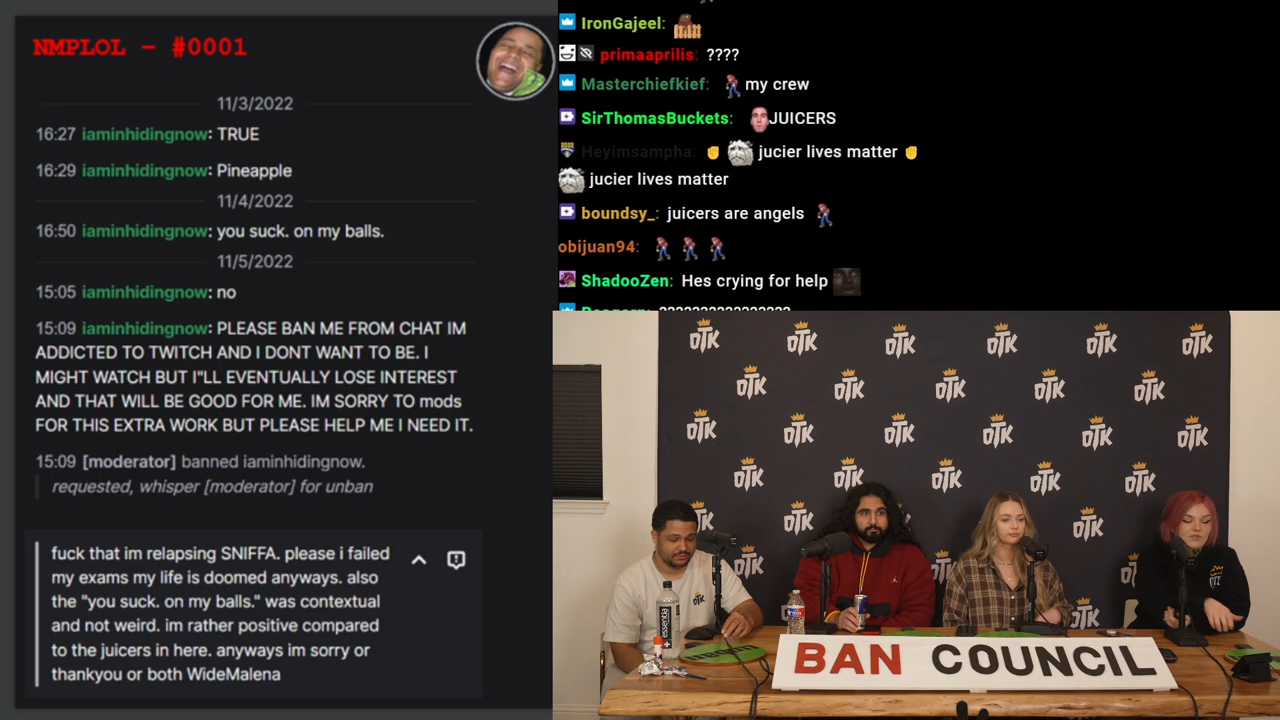 NMPLOL - #0001
11/3/2022
16:27 iaminhidingnow: TRUE
16:29 iaminhidingnow: Pineapple
11/4/2022
16:50 iaminhidingnow: you suck. on my balls.
11/5/2022
15:05 iaminhidingnow: no
15:09 iaminhidingnow: PLEASE BAN ME FROM CHAT IM
ADDICTED TO TWITCH AND I DONT WANT TO BE. I
MIGHT WATCH BUT I"LL EVENTUALLY LOSE INTEREST
AND THAT WILL BE GOOD FOR ME. IM SORRY TO mods
FOR THIS EXTRA WORK BUT PLEASE HELP ME I NEED IT.
15:09 [moderator] banned iaminhidingnow.
requested, whisper [moderator] for unban
fuck that im relapsing SNIFFA. please i failed
my exams my life is doomed anyways. also
the "you suck. on my balls." was contextual
and not weird. im rather positive compared
to the juicers in here. anyways im sorry or
thankyou or both WideMalena
IronGajeel:
primaaprilis: ????
Masterchiefkief: my crew
SirThomasBuckets: JUICERS
Heyimsampha: jucier lives matter
jucier lives matter
boundsy_: juicers are angels
obijuan94:
ShadooZen: Hes crying for help
OTK
essentia
BAN COUNCIL